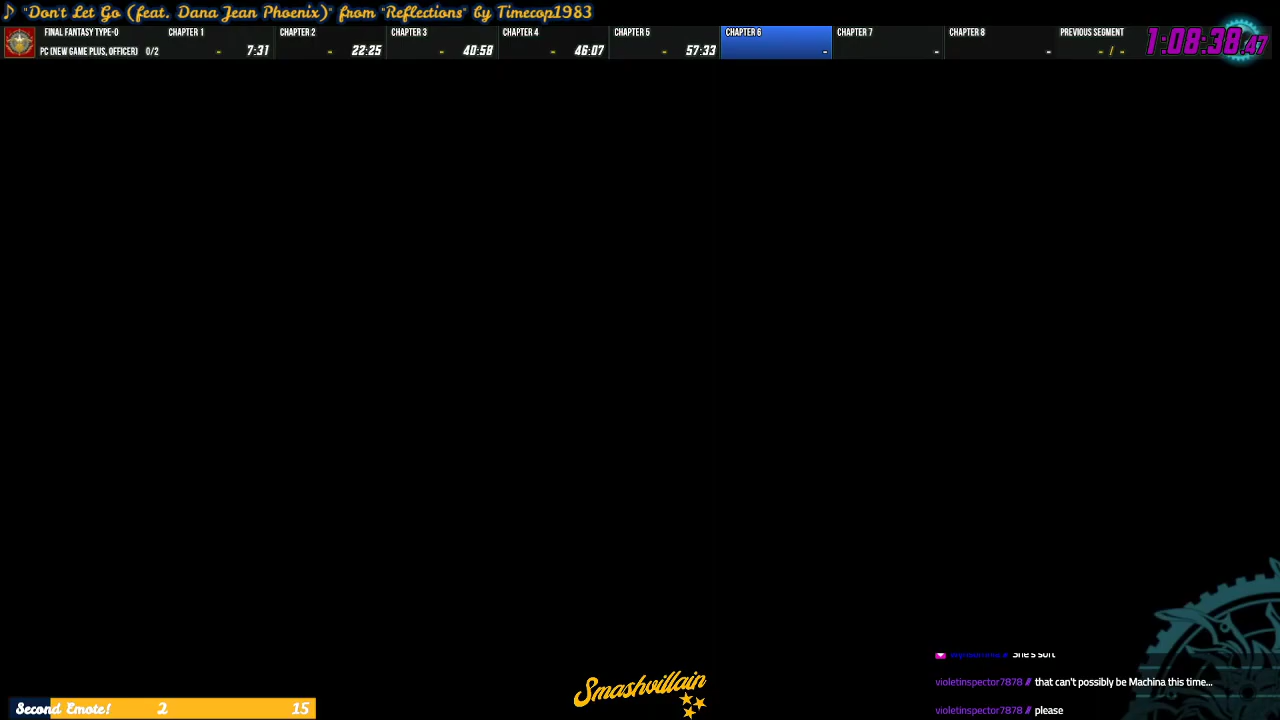 ♪ "Don't Let Go (feat. Dana Jean Phoenix)" from "Reflections" by Timecop1983
FINAL FANTASY TYPE-0
PC (NEW GAME PLUS, OFFICER) 0/2
CHAPTER 1 - 7:31
CHAPTER 2 - 22:25
CHAPTER 3 - 40:58
CHAPTER 4 - 46:07
CHAPTER 5 - 57:33
CHAPTER 6 -
CHAPTER 7 -
CHAPTER 8 -
PREVIOUS SEGMENT - / -
1:08:38.47
She's soft
violetinspector7878 // that can't possibly be Machina this time...
violetinspector7878 // please
Smashvillain
Second Emote! 2 15